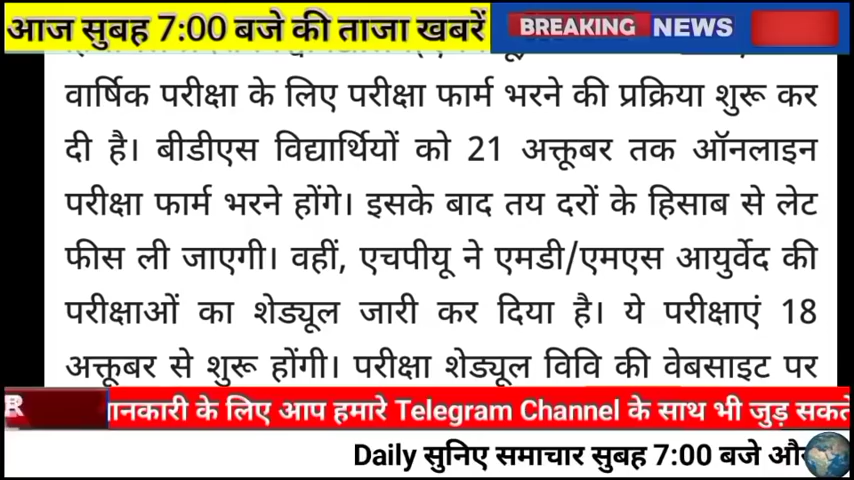 आज सुबह 7:00 बजे की ताजा खबरें
BREAKING NEWS
वार्षिक परीक्षा के लिए परीक्षा फार्म भरने की प्रक्रिया शुरू कर
दी है। बीडीएस विद्यार्थियों को 21 अक्तूबर तक ऑनलाइन
परीक्षा फार्म भरने होंगे। इसके बाद तय दरों के हिसाब से लेट
फीस ली जाएगी। वहीं, एचपीयू ने एमडी/एमएस आयुर्वेद की
परीक्षाओं का शेड्यूल जारी कर दिया है। ये परीक्षाएं 18
अक्तूबर से शुरू होंगी। परीक्षा शेड्यूल विवि की वेबसाइट पर
R ानकारी के लिए आप हमारे Telegram Channel के साथ भी जुड़ सकते
Daily सुनिए समाचार सुबह 7:00 बजे और